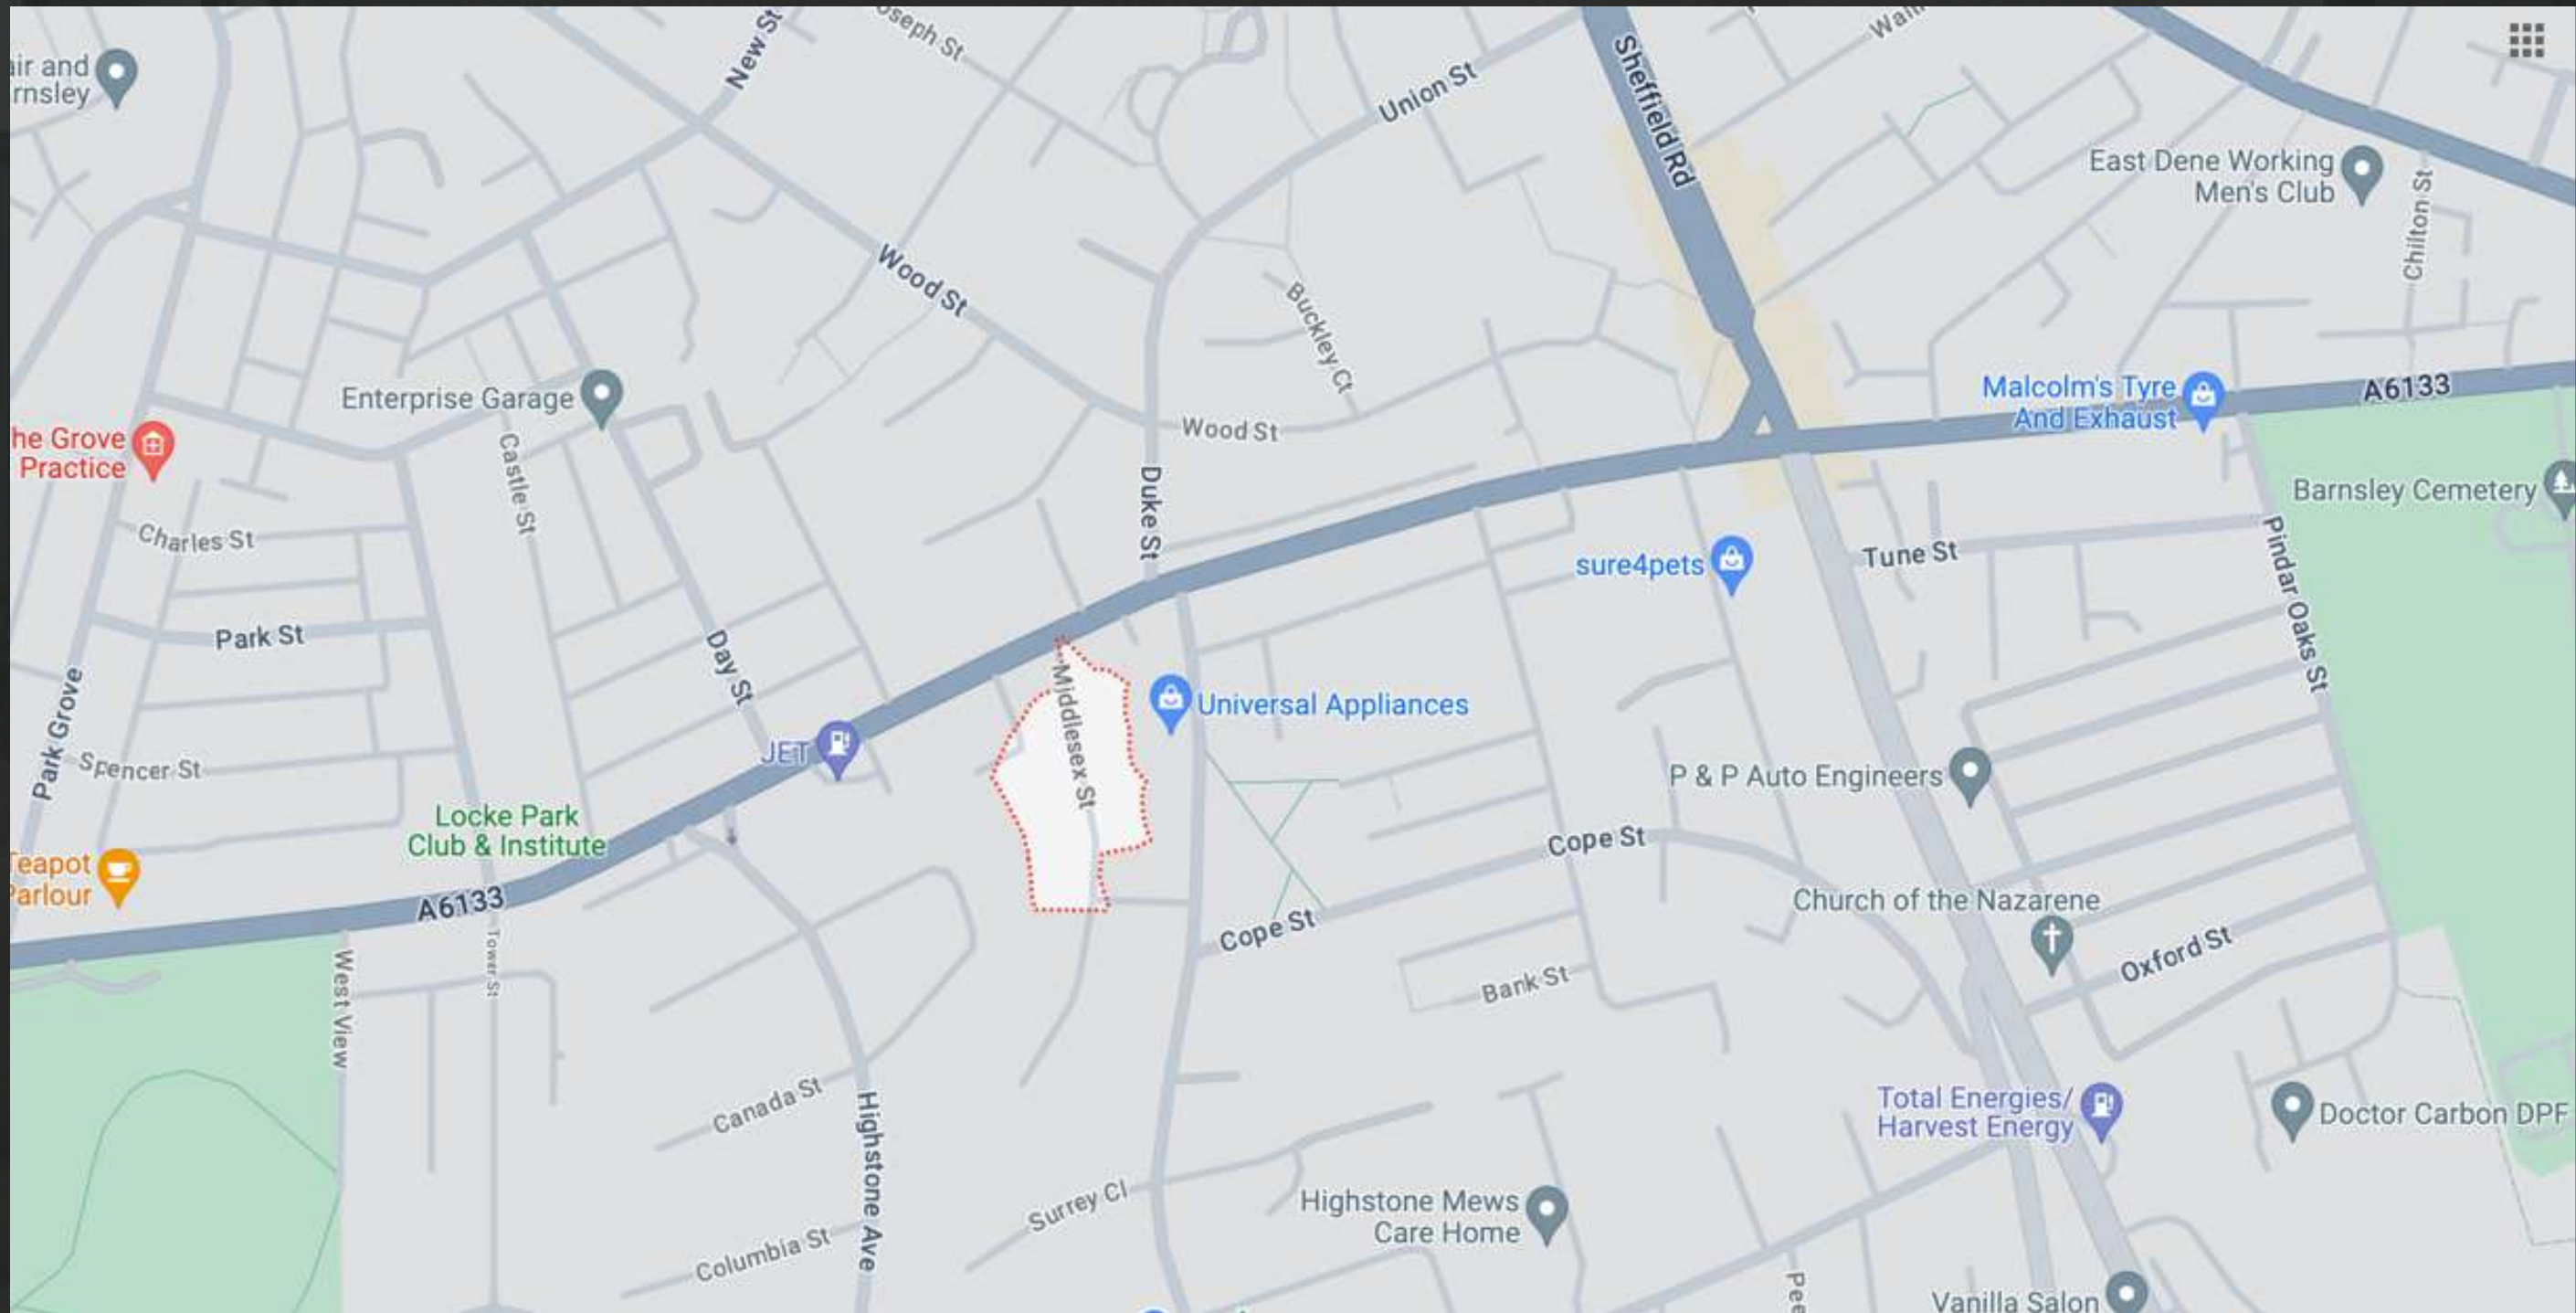 New St
oseph St
Union St
Sheffield Rd
air and
rnsley
East Dene Working
Men's Club
Chilton St
Wood St
Buckley Ct
Enterprise Garage
Malcolm's Tyre
And Exhaust
A6133
he Grove
Practice
Castle St
Wood St
Duke St
Barnsley Cemetery
Charles St
sure4pets
Tune St
Pindar Oaks St
Park St
Day St
Middlesex St
Universal Appliances
Park Grove
Spencer St
JET
P & P Auto Engineers
Locke Park
Club & Institute
Cope St
Teapot
Parlour
A6133
Church of the Nazarene
Cope St
Oxford St
Tower St
West View
Bank St
Canada St
Highstone Ave
Total Energies/
Harvest Energy
Doctor Carbon DPF
Surrey Cl
Highstone Mews
Care Home
Columbia St
Pee
Vanilla Salon